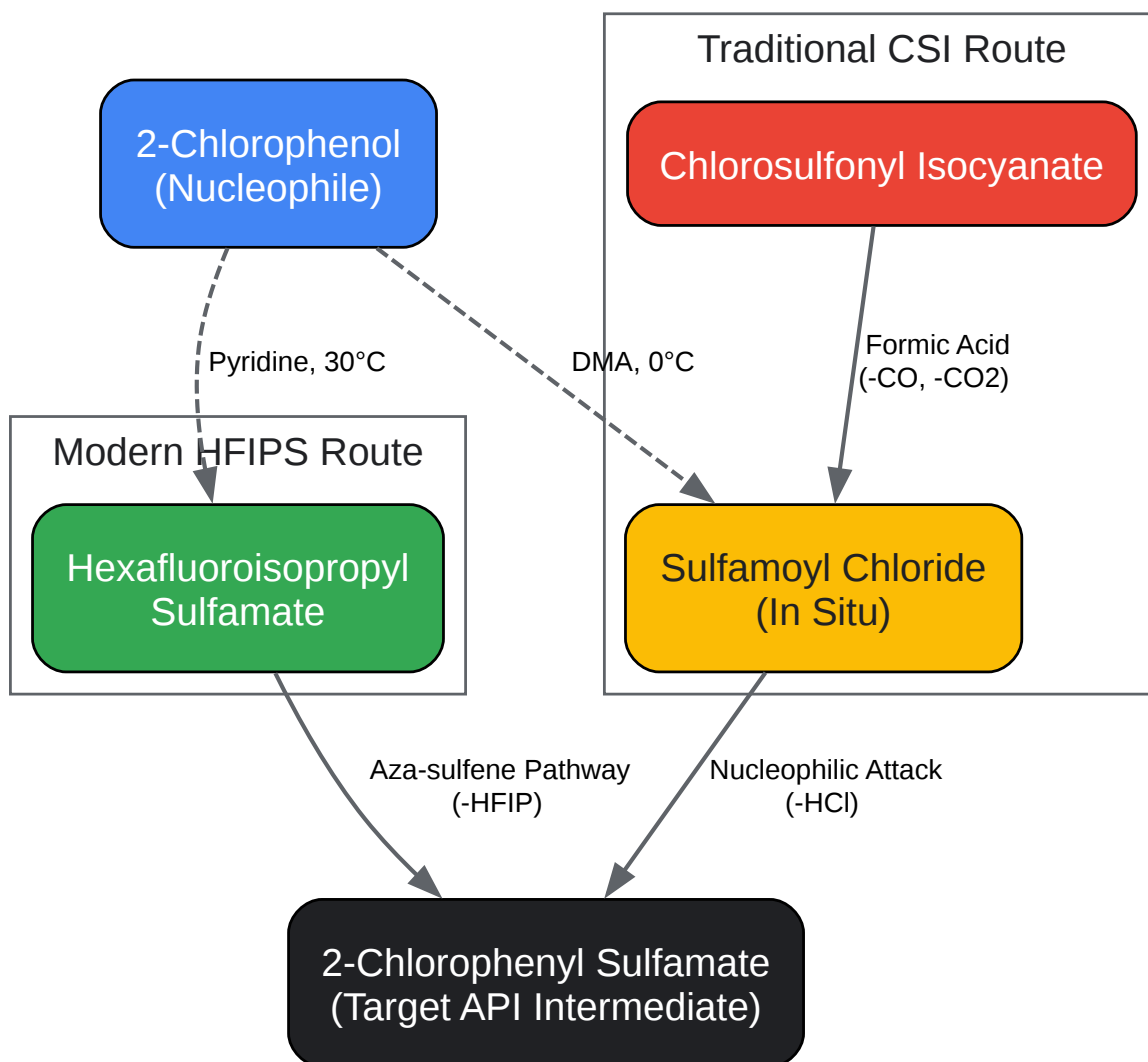 Traditional CSI Route
2-Chlorophenol
(Nucleophile)
Chlorosulfonyl Isocyanate
Pyridine, 30°C
DMA, 0°C
Formic Acid
(-CO, -CO2)
Modern HFIPS Route
Hexafluoroisopropyl
Sulfamate
Sulfamoyl Chloride
(In Situ)
Aza-sulfene Pathway
(-HFIP)
Nucleophilic Attack
(-HCl)
2-Chlorophenyl Sulfamate
(Target API Intermediate)